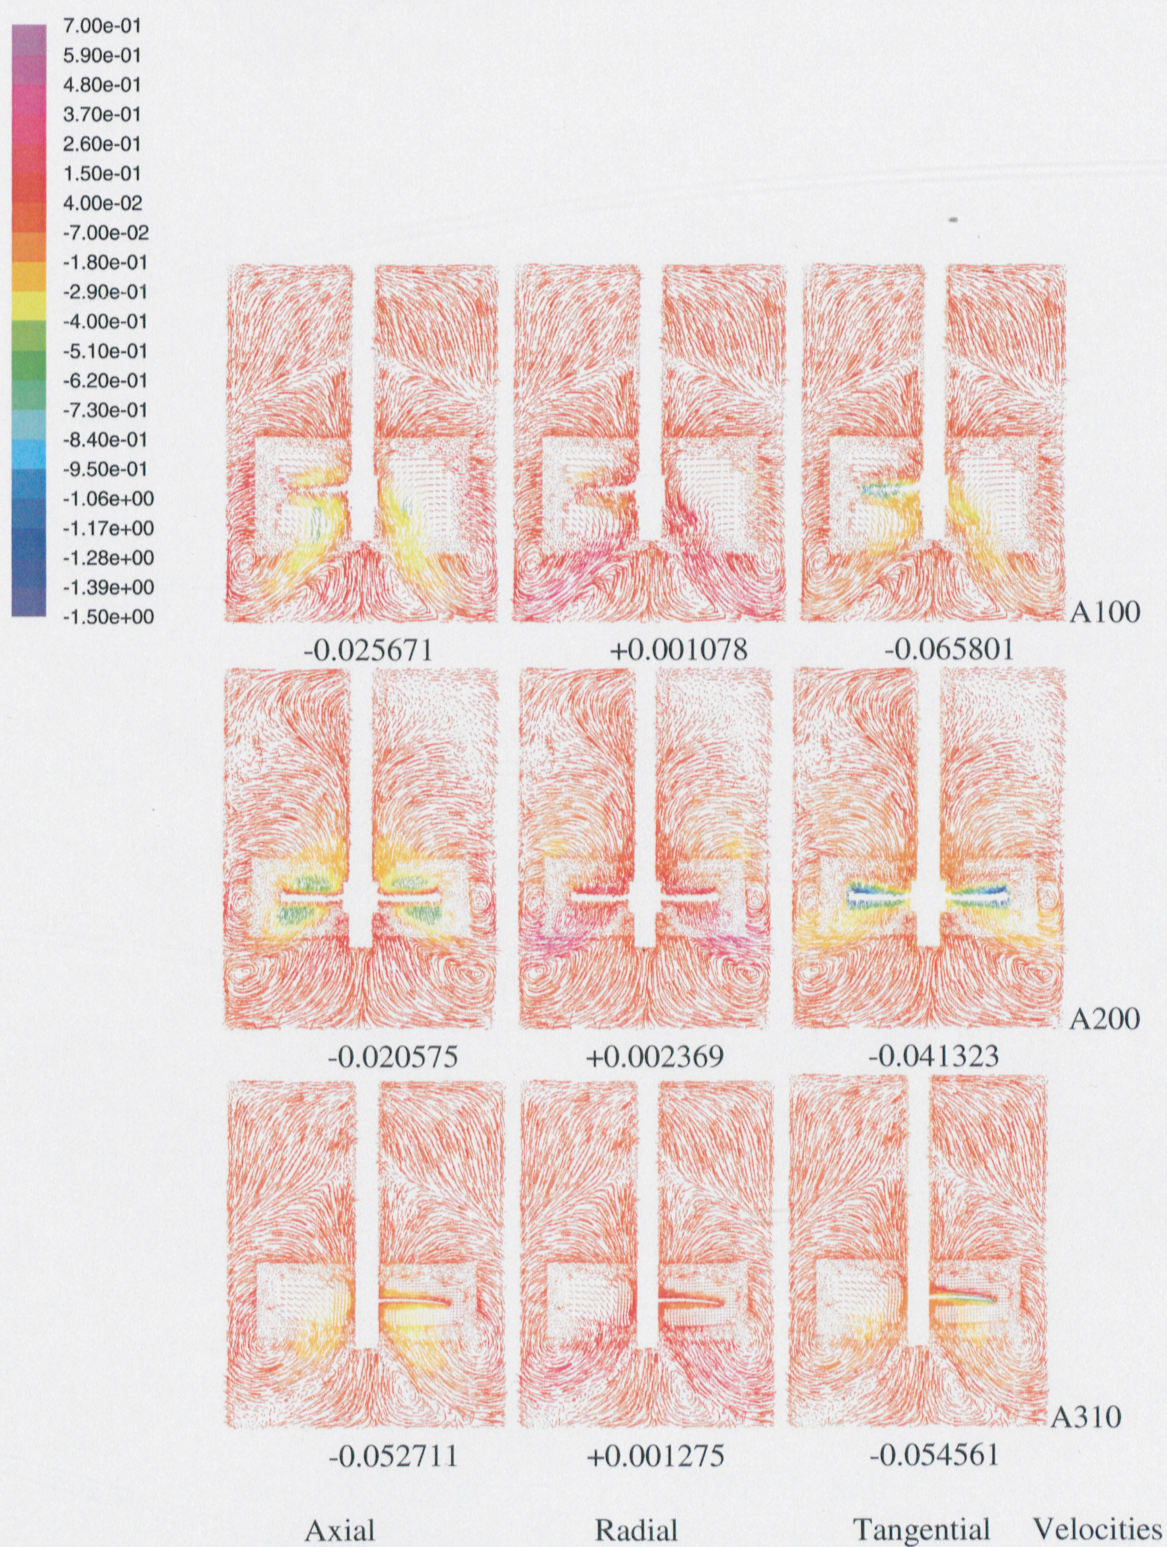 7.00e-01
5.90e-01
4.80e-01
3.70e-01
2.60e-01
1.50e-01
4.00e-02
-7.00e-02
-1.80e-01
-2.90e-01
-4.00e-01
-5.10e-01
-6.20e-01
-7.30e-01
-8.40e-01
-9.50e-01
-1.06e+00
-1.17e+00
-1.28e+00
-1.39e+00
-1.50e+00
A100
-0.025671 +0.001078 -0.065801
A200
-0.020575 +0.002369 -0.041323
A310
-0.052711 +0.001275 -0.054561
Axial Radial Tangential Velocities